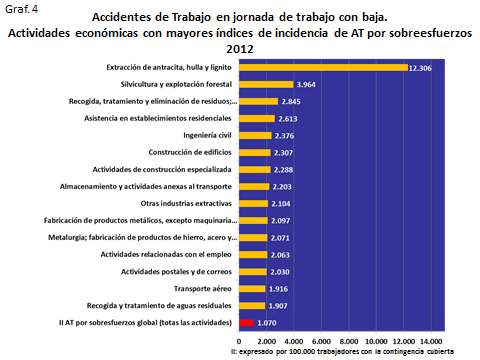 Graf. 4
Accidentes de Trabajo en jornada de trabajo con baja.
Actividades económicas con mayores índices de incidencia de AT por sobreesfuerzos
2012
Extracción de antracita, hulla y lignito 12.306
Silvicultura y explotación forestal 3.964
Recogida, tratamiento y eliminación de residuos;... 2.845
Asistencia en establecimientos residenciales 2.613
Ingeniería civil 2.376
Construcción de edificios 2.307
Actividades de construcción especializada 2.288
Almacenamiento y actividades anexas al transporte 2.203
Otras industrias extractivas 2.104
Fabricación de productos metálicos, excepto maquinaria... 2.097
Metalurgia; fabricación de productos de hierro, acero y... 2.071
Actividades relacionadas con el empleo 2.063
Actividades postales y de correos 2.030
Transporte aéreo 1.916
Recogida y tratamiento de aguas residuales 1.907
II AT por sobresfuerzos global (totas las actividades) 1.070
0 2.000 4.000 6.000 8.000 10.000 12.000 14.000
II: expresado por 100.000 trabajadores con la contingencia cubierta